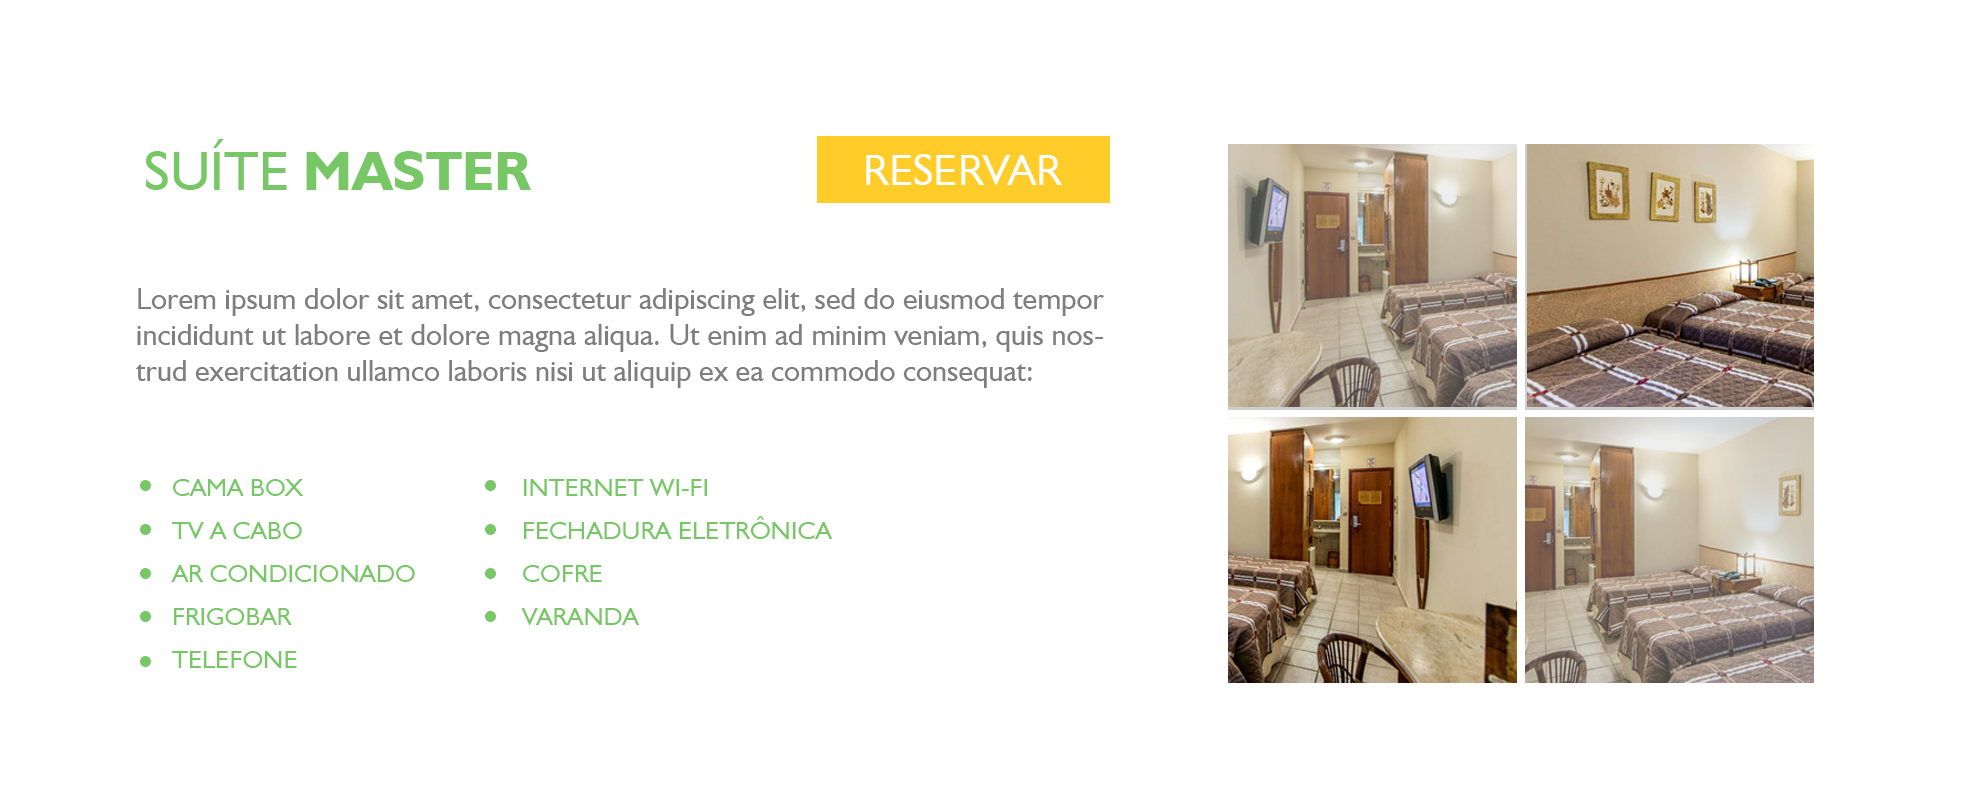 SUÍTE MASTER
RESERVAR
Lorem ipsum dolor sit amet, consectetur adipiscing elit, sed do eiusmod tempor
incididunt ut labore et dolore magna aliqua. Ut enim ad minim veniam, quis nos-
trud exercitation ullamco laboris nisi ut aliquip ex ea commodo consequat:
CAMA BOX
TV A CABO
AR CONDICIONADO
FRIGOBAR
TELEFONE
INTERNET WI-FI
FECHADURA ELETRÔNICA
COFRE
VARANDA